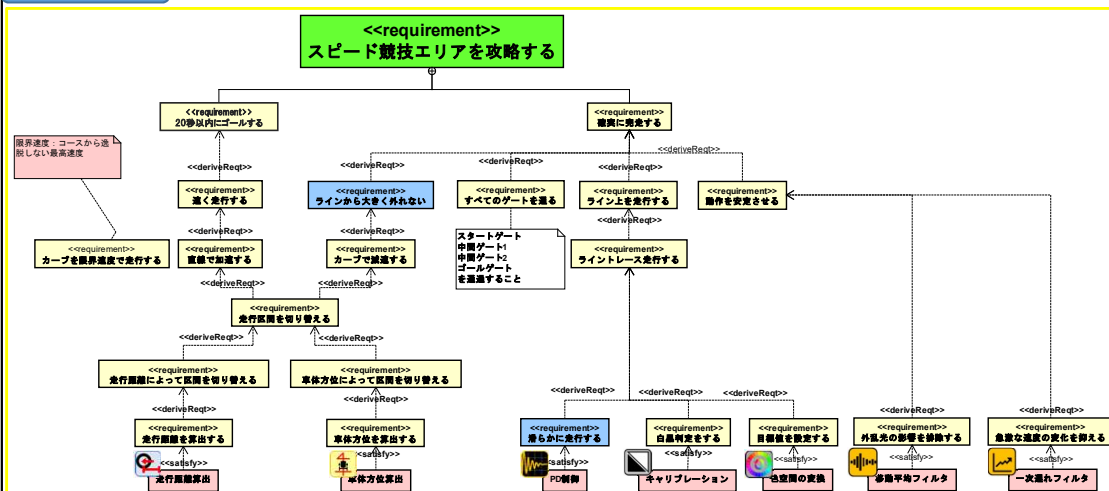 <<requirement>>
スピード競技エリアを攻略する
<<requirement>>
20秒以内にゴールする
<<requirement>>
確実に完走する
限界速度：コースから逸
脱しない最高速度
<<deriveReqt>>
<<deriveReqt>>
<<deriveReqt>>
<<deriveReqt>>
<<deriveReqt>>
<<requirement>>
速く走行する
<<requirement>>
ラインから大きく外れない
<<requirement>>
すべてのゲートを通る
<<requirement>>
ライン上を走行する
<<requirement>>
動作を安定させる
<<deriveReqt>>
<<deriveReqt>>
<<deriveReqt>>
<<requirement>>
カーブを限界速度で走行する
<<requirement>>
直線で加速する
<<requirement>>
カーブで減速する
スタートゲート
中間ゲート1
中間ゲート2
ゴールゲート
を通過すること
<<requirement>>
ライントレース走行する
<<deriveReqt>>
<<deriveReqt>>
<<requirement>>
走行区間を切り替える
<<deriveReqt>>
<<deriveReqt>>
<<requirement>>
走行距離によって区間を切り替える
<<requirement>>
車体方位によって区間を切り替える
<<deriveReqt>>
<<deriveReqt>>
<<deriveReqt>>
<<deriveReqt>>
<<deriveReqt>>
<<deriveReqt>>
<<deriveReqt>>
<<requirement>>
走行距離を算出する
<<requirement>>
車体方位を算出する
<<requirement>>
滑らかに走行する
<<requirement>>
白黒判定をする
<<requirement>>
目標値を設定する
<<requirement>>
外乱光の影響を排除する
<<requirement>>
急激な速度の変化を抑える
<<satisfy>>
<<satisfy>>
<<satisfy>>
<<satisfy>>
<<satisfy>>
<<satisfy>>
<<satisfy>>
走行距離算出
車体方位算出
PD制御
キャリブレーション
色空間の変換
移動平均フィルタ
一次遅れフィルタ